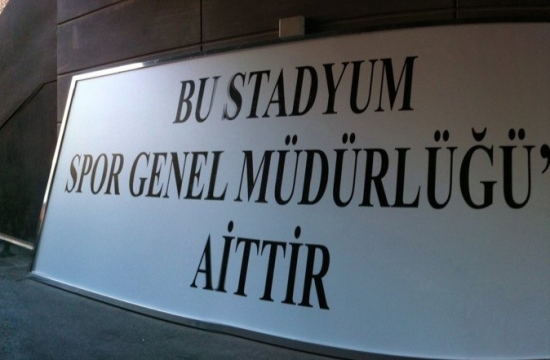 BU STADYUM
SPOR GENEL MÜDÜRLÜĞÜ'
AİTTİR